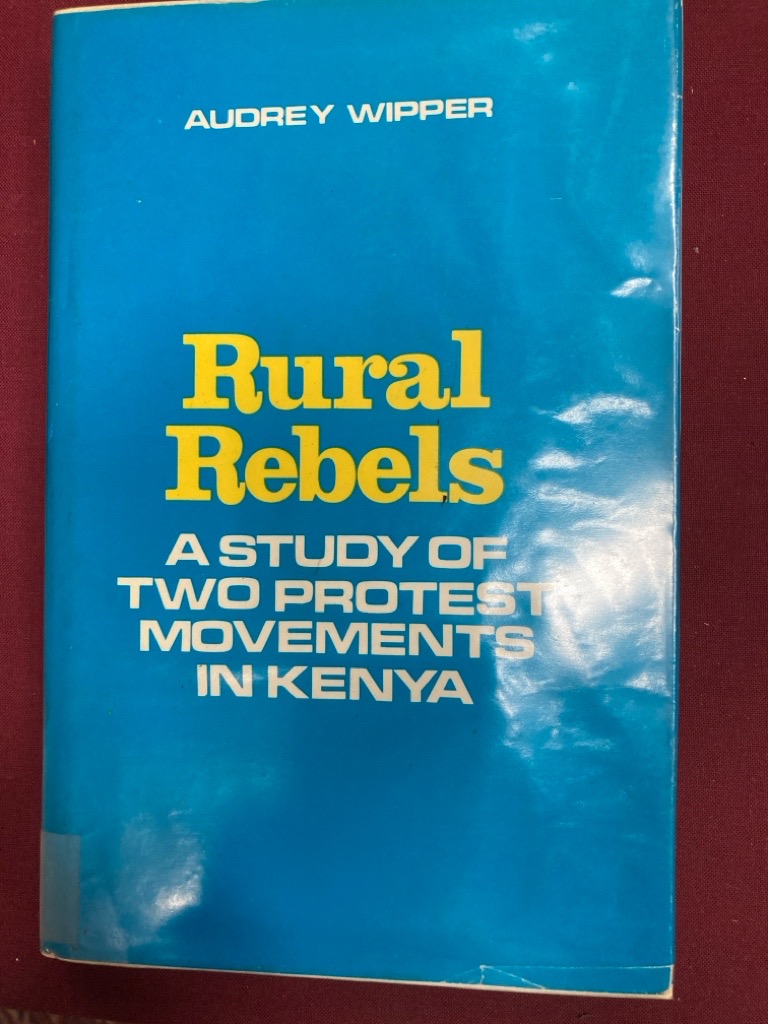 AUDREY WIPPER
Rural
Rebels
A STUDY OF
TWO PROTEST
MOVEMENTS
IN KENYA